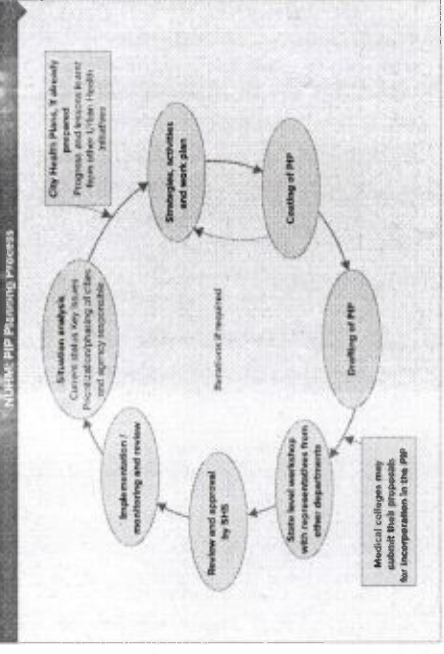 NUHM: PIP Planning Process
City Health Plans, if already
prepared
Progress and lessons learnt
from other Urban Health
Initiatives
Situation analysis
Current status Key Issues
Prioritization/phasing of cities
and agency responsible
Strategies, activities
and work plan
Costing of PIP
Iterations if required
Drafting of PIP
Medical colleges may
submit their proposals
for incorporation in the PIP
State level workshop
with representatives from
other departments
Review and approval
by SHS
Implementation /
monitoring and review